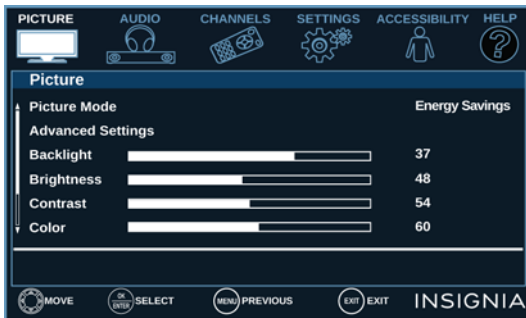 PICTURE AUDIO CHANNELS SETTINGS ACCESSIBILITY HELP
?
Picture
Picture Mode Energy Savings
Advanced Settings
Backlight 37
Brightness 48
Contrast 54
Color 60
MOVE OK ENTER SELECT MENU PREVIOUS EXIT EXIT INSIGNIA